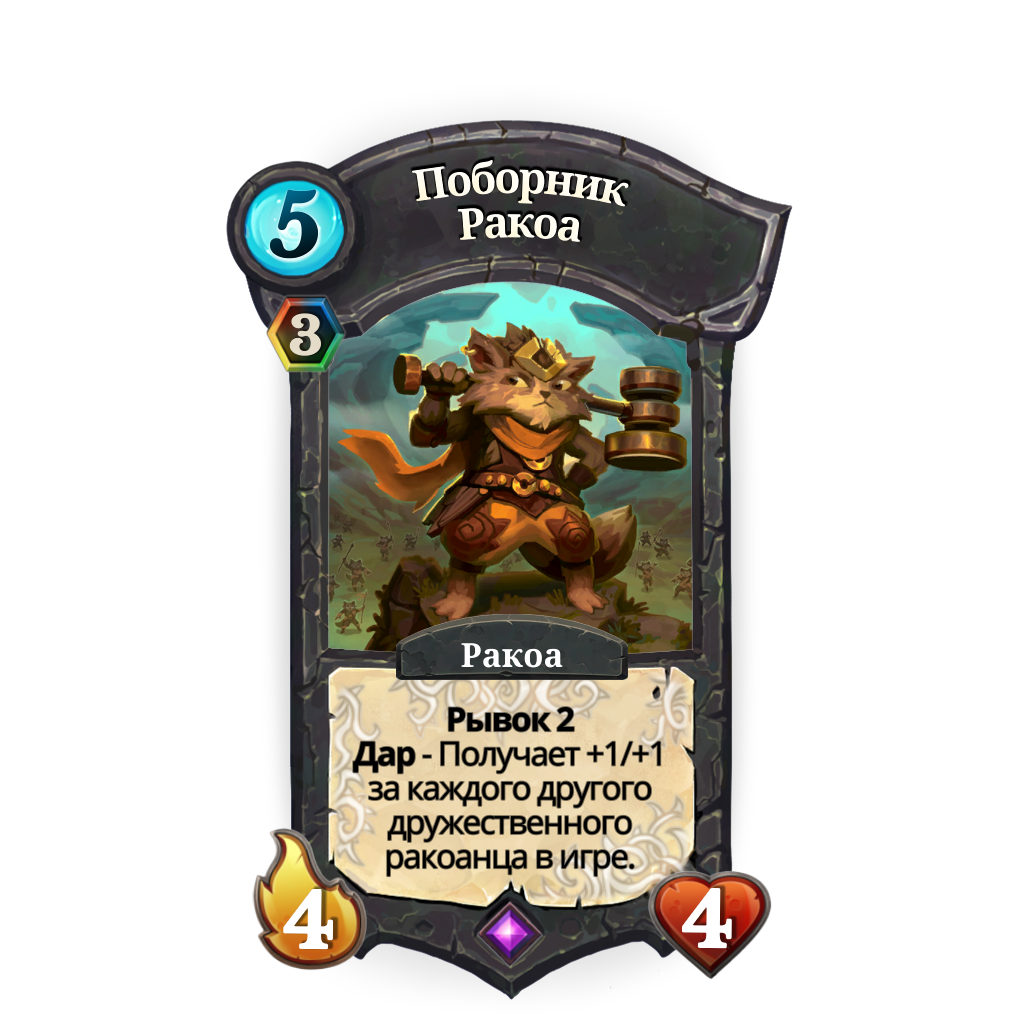 Поборник
Ракоа
5
3
Ракоа
Рывок 2
Дар - Получает +1/+1
за каждого другого
дружественного
ракоанца в игре.
4
4